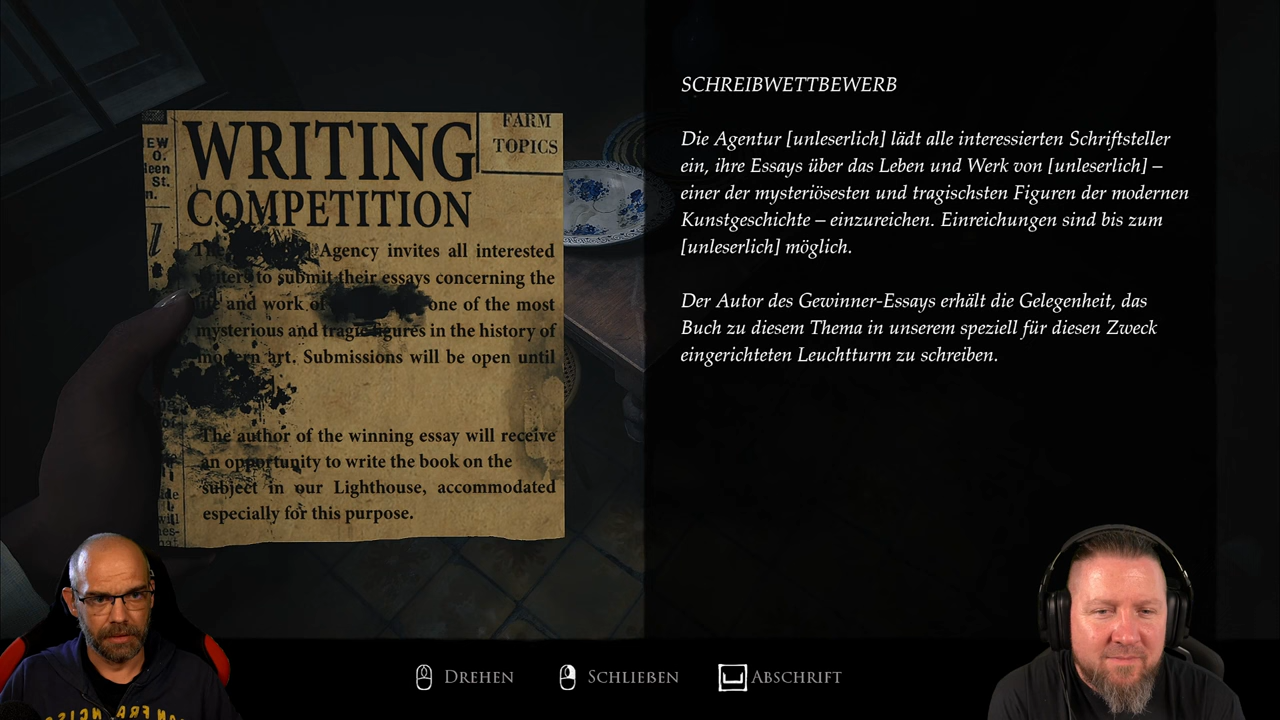 WRITING
COMPETITION
FARM
TOPICS
EW
O.
leen
St.
n.
The Agency invites all interested
writers to submit their essays concerning the
life and work of one of the most
mysterious and tragic figures in the history of
modern art. Submissions will be open until
The author of the winning essay will receive
an opportunity to write the book on the
subject in our Lighthouse, accommodated
especially for this purpose.
SCHREIBWETTBEWERB
Die Agentur [unleserlich] lädt alle interessierten Schriftsteller
ein, ihre Essays über das Leben und Werk von [unleserlich] –
einer der mysteriösesten und tragischsten Figuren der modernen
Kunstgeschichte – einzureichen. Einreichungen sind bis zum
[unleserlich] möglich.
Der Autor des Gewinner-Essays erhält die Gelegenheit, das
Buch zu diesem Thema in unserem speziell für diesen Zweck
eingerichteten Leuchtturm zu schreiben.
DREHEN
SCHLIEßEN
ABSCHRIFT